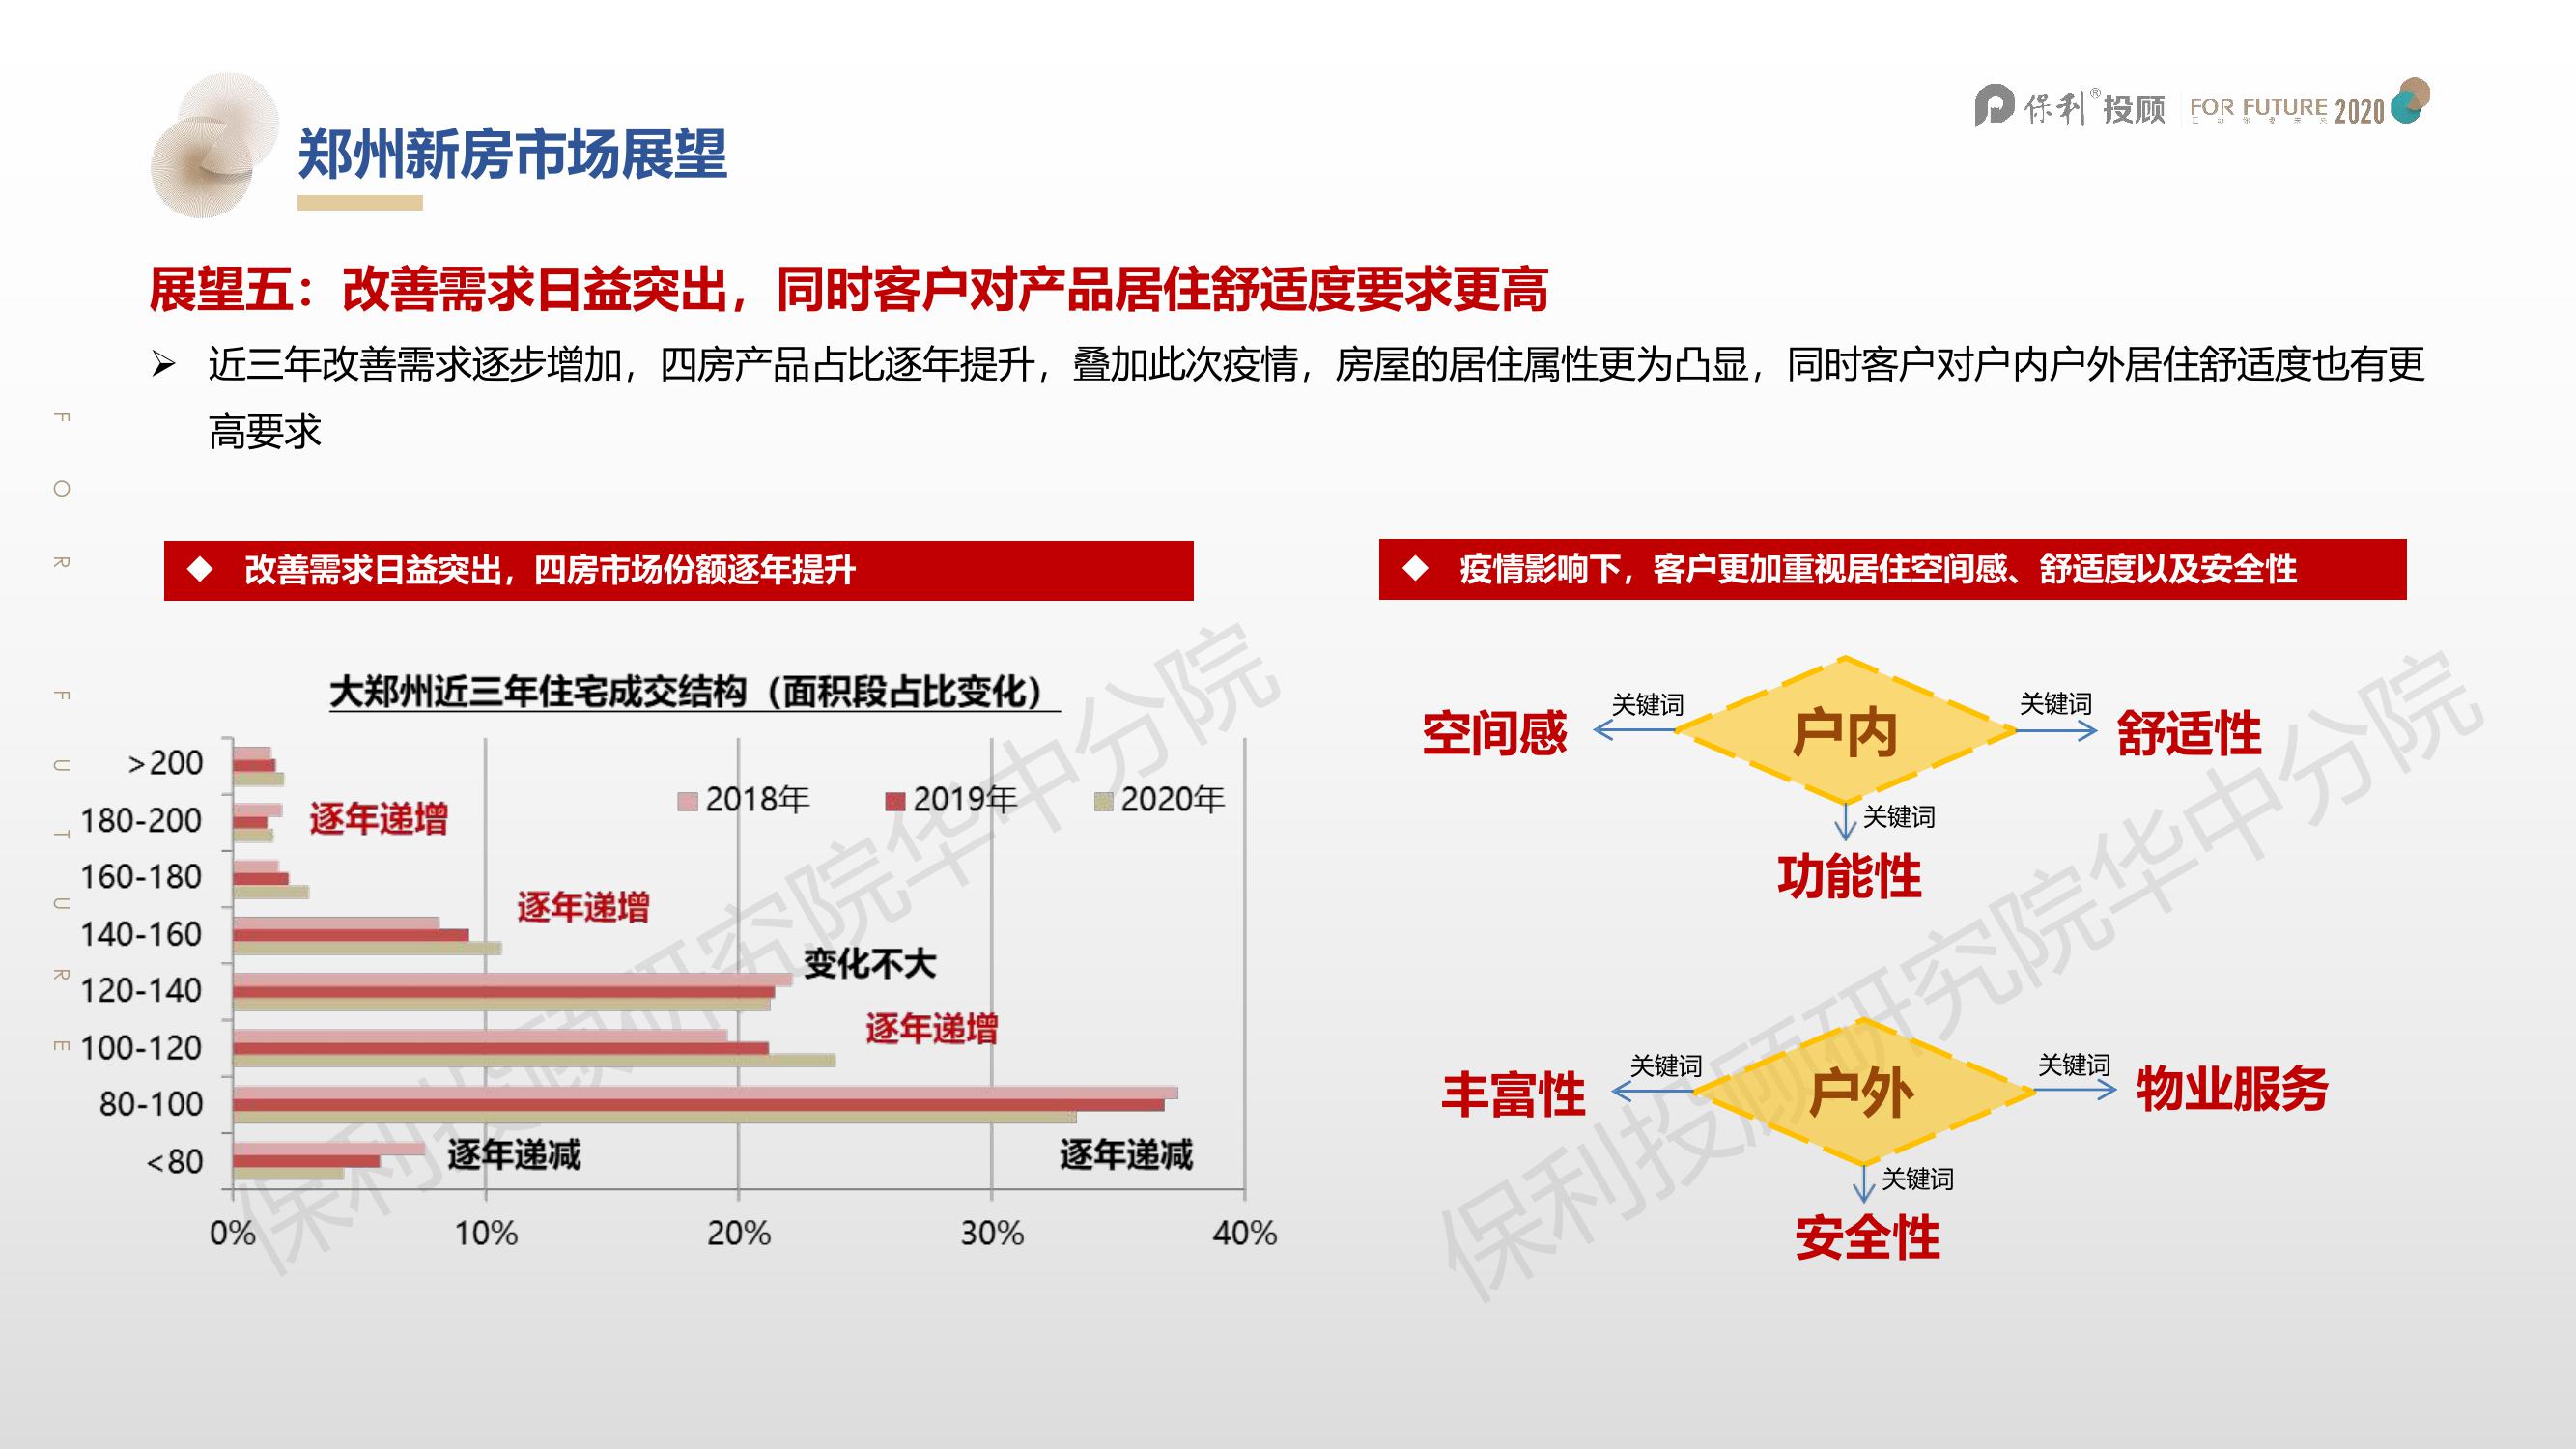 郑州新房市场展望
保利®投顾 FOR FUTURE 2020
展望五：改善需求日益突出，同时客户对产品居住舒适度要求更高
➢ 近三年改善需求逐步增加，四房产品占比逐年提升，叠加此次疫情，房屋的居住属性更为凸显，同时客户对户内户外居住舒适度也有更
高要求
FOR FUTURE
◆ 改善需求日益突出，四房市场份额逐年提升
大郑州近三年住宅成交结构（面积段占比变化）
2018年 2019年 2020年
>200
180-200 逐年递增
160-180
逐年递增
140-160
变化不大
120-140
逐年递增
100-120
80-100
<80 逐年递减 逐年递减
0% 10% 20% 30% 40%
◆ 疫情影响下，客户更加重视居住空间感、舒适度以及安全性
空间感 关键词 户内 关键词 舒适性
关键词
功能性
丰富性 关键词 户外 关键词 物业服务
关键词
安全性
保利投顾研究院华中分院
保利投顾研究院华中分院